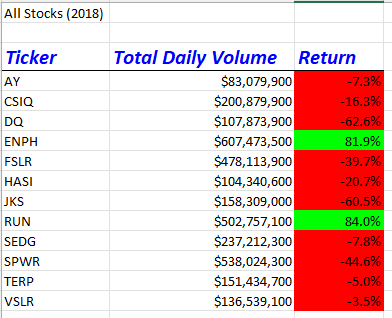 All Stocks (2018)
Ticker Total Daily Volume Return
AY $83,079,900 -7.3%
CSIQ $200,879,900 -16.3%
DQ $107,873,900 -62.6%
ENPH $607,473,500 81.9%
FSLR $478,113,900 -39.7%
HASI $104,340,600 -20.7%
JKS $158,309,000 -60.5%
RUN $502,757,100 84.0%
SEDG $237,212,300 -7.8%
SPWR $538,024,300 -44.6%
TERP $151,434,700 -5.0%
VSLR $136,539,100 -3.5%